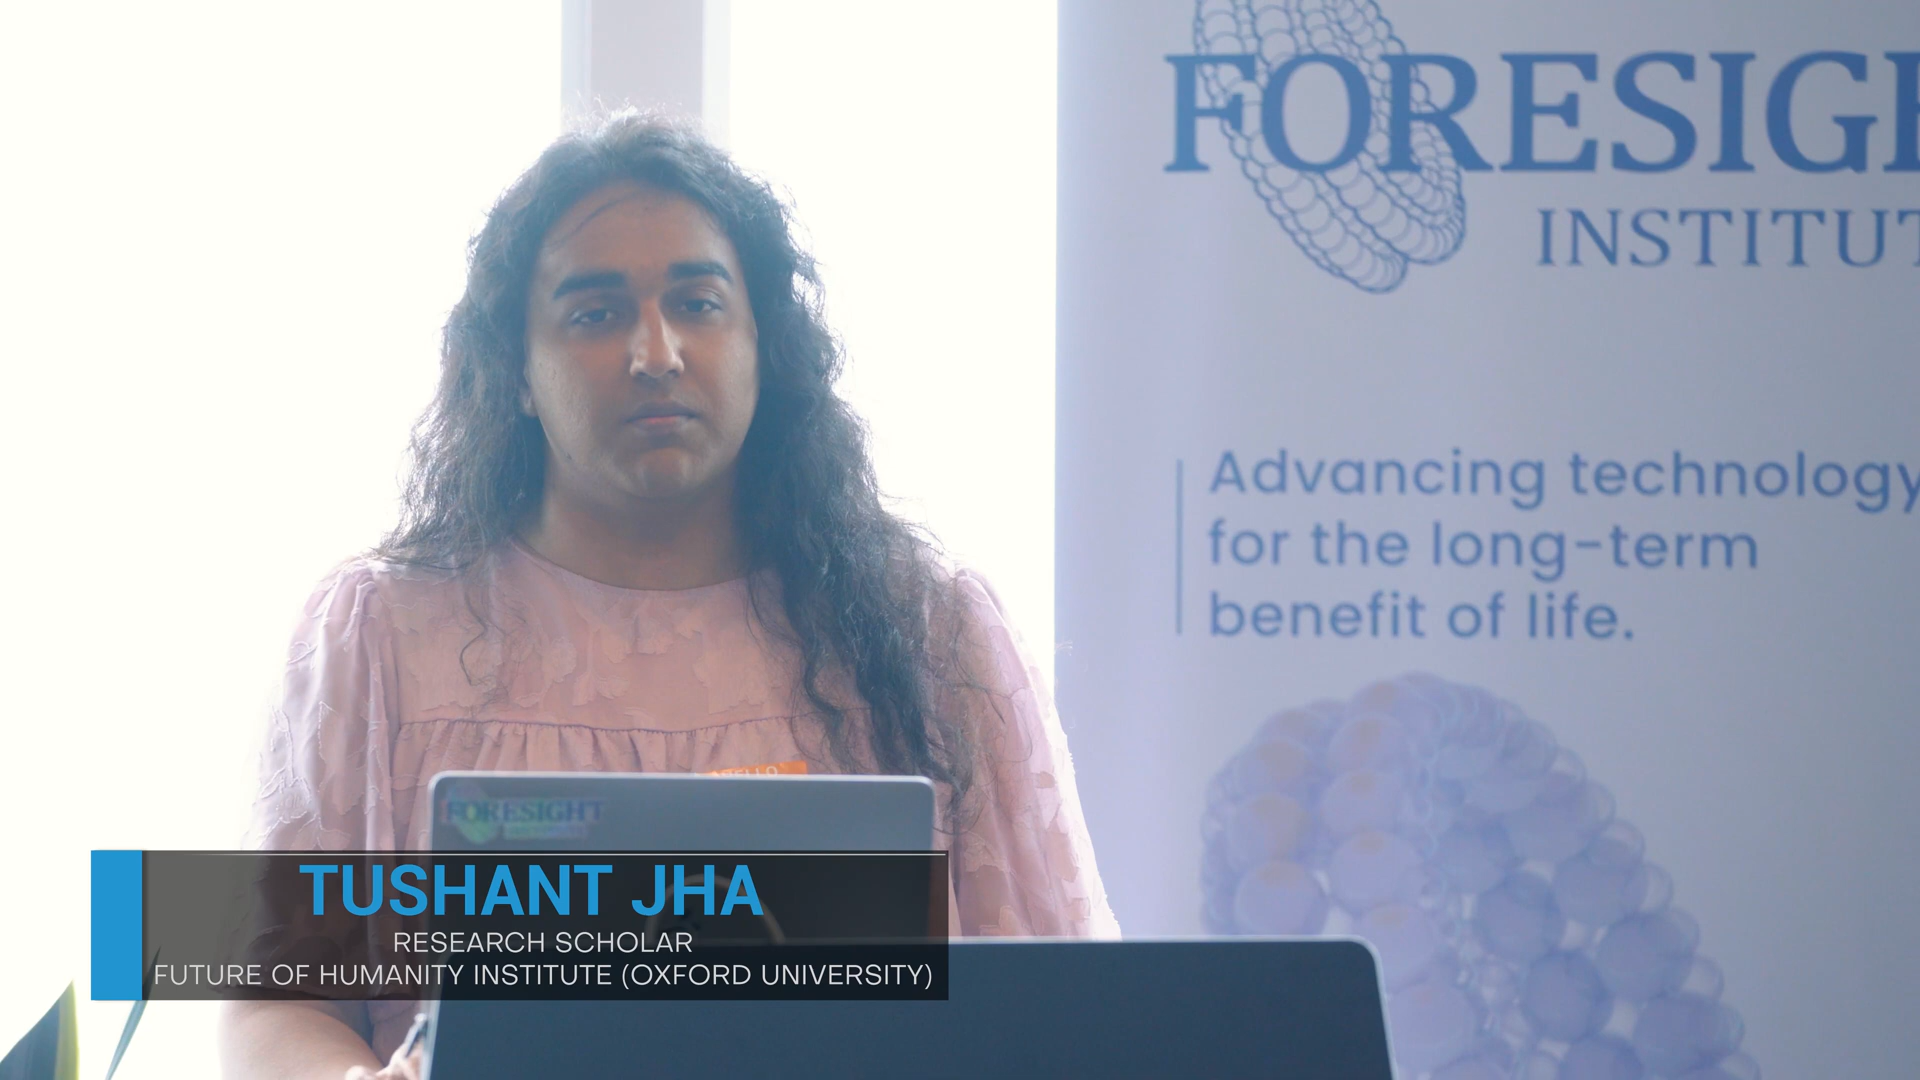 FORESIGH
INSTITUT
Advancing technology
for the long-term
benefit of life.
FORESIGHT
TUSHANT JHA
RESEARCH SCHOLAR
FUTURE OF HUMANITY INSTITUTE (OXFORD UNIVERSITY)